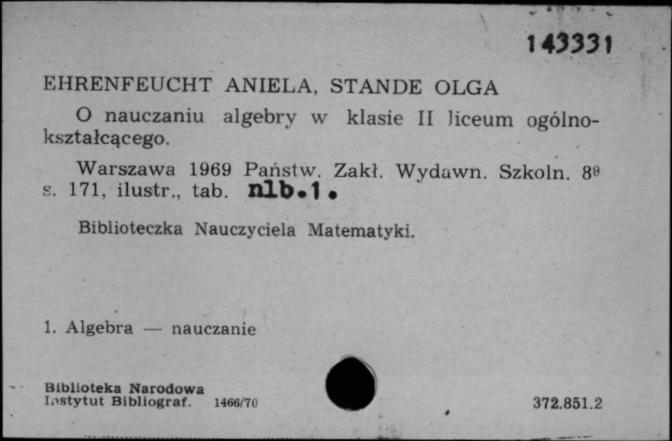 143331
EHRENFEUCHT ANIELA, STANDE OLGA
O nauczaniu algebry w klasie II liceum ogólno-
kształcącego.
Warszawa 1969 Państw. Zakł. Wydawn. Szkoln. 8º
s. 171, ilustr., tab. nlb.1.
Biblioteczka Nauczyciela Matematyki.
1. Algebra — nauczanie
Biblioteka Narodowa
Instytut Bibliograf. 1466/70
372.851.2